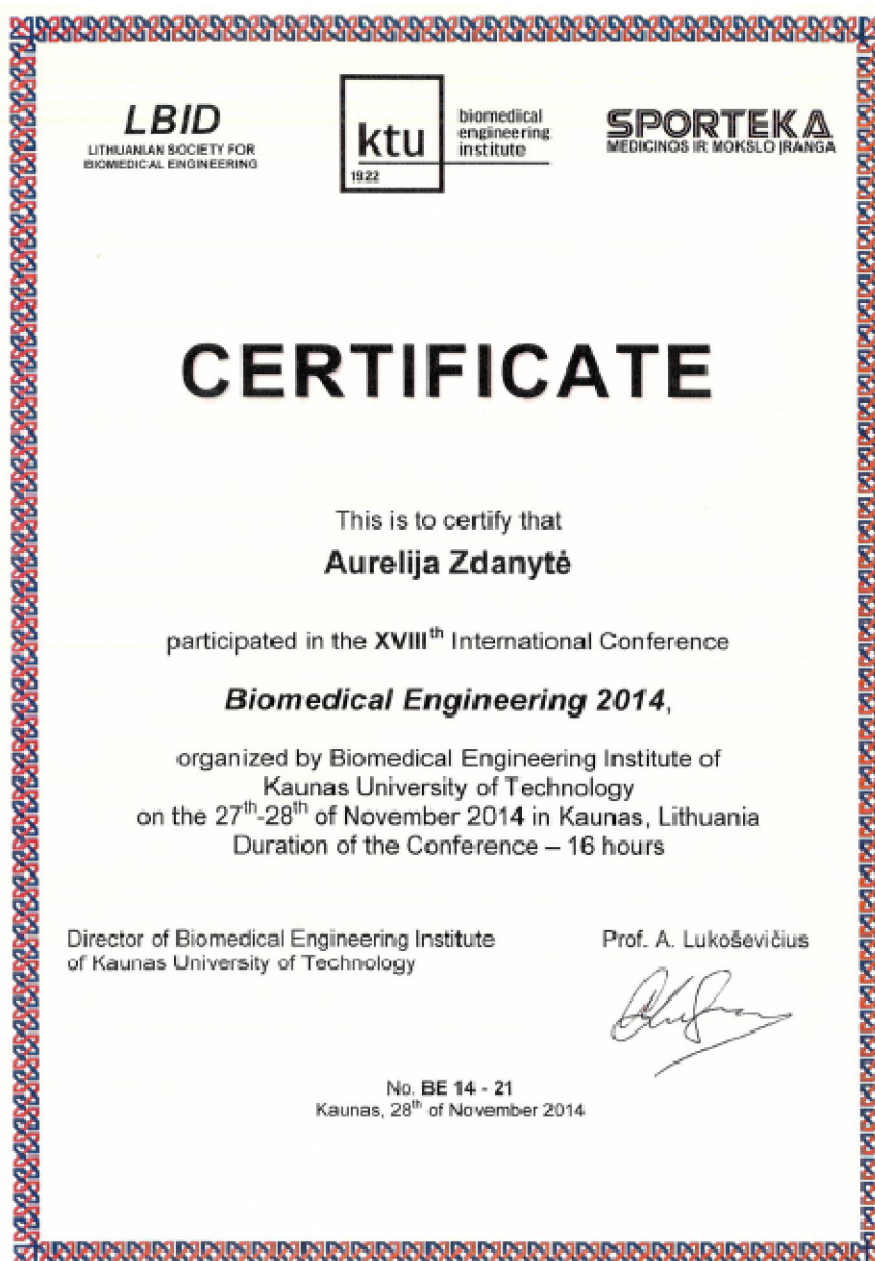 LBID
LITHUANIAN SOCIETY FOR
BIOMEDICAL ENGINEERING
ktu
1922
biomedical
engineering
institute
SPORTEKA
MEDICINOS IR MOKSLO ĮRANGA
CERTIFICATE
This is to certify that
Aurelija Zdanytė
participated in the XVIIIth International Conference
Biomedical Engineering 2014,
organized by Biomedical Engineering Institute of
Kaunas University of Technology
on the 27th-28th of November 2014 in Kaunas, Lithuania
Duration of the Conference – 16 hours
Director of Biomedical Engineering Institute
of Kaunas University of Technology
Prof. A. Lukoševičius
No. BE 14 - 21
Kaunas, 28th of November 2014